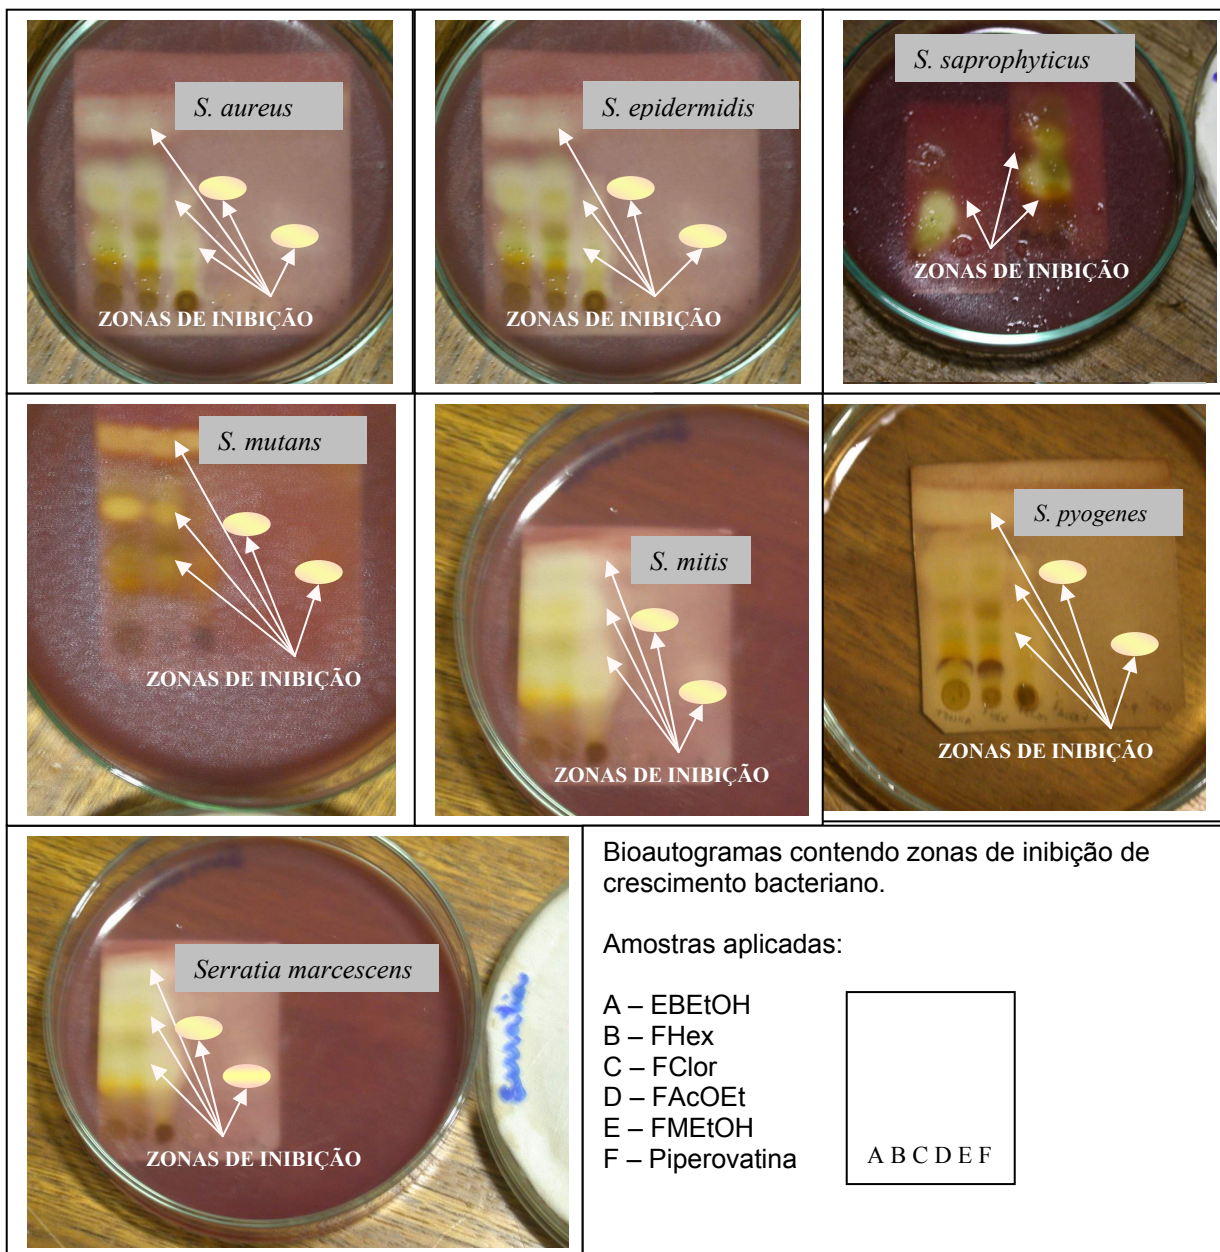 S. aureus
ZONAS DE INIBIÇÃO
S. epidermidis
ZONAS DE INIBIÇÃO
S. saprophyticus
ZONAS DE INIBIÇÃO
S. mutans
ZONAS DE INIBIÇÃO
S. mitis
ZONAS DE INIBIÇÃO
S. pyogenes
ZONAS DE INIBIÇÃO
Serratia marcescens
ZONAS DE INIBIÇÃO
Serratia
Bioautogramas contendo zonas de inibição de
crescimento bacteriano.
Amostras aplicadas:
A – EBEtOH
B – FHex
C – FClor
D – FAcOEt
E – FMEtOH
F – Piperovatina
A B C D E F